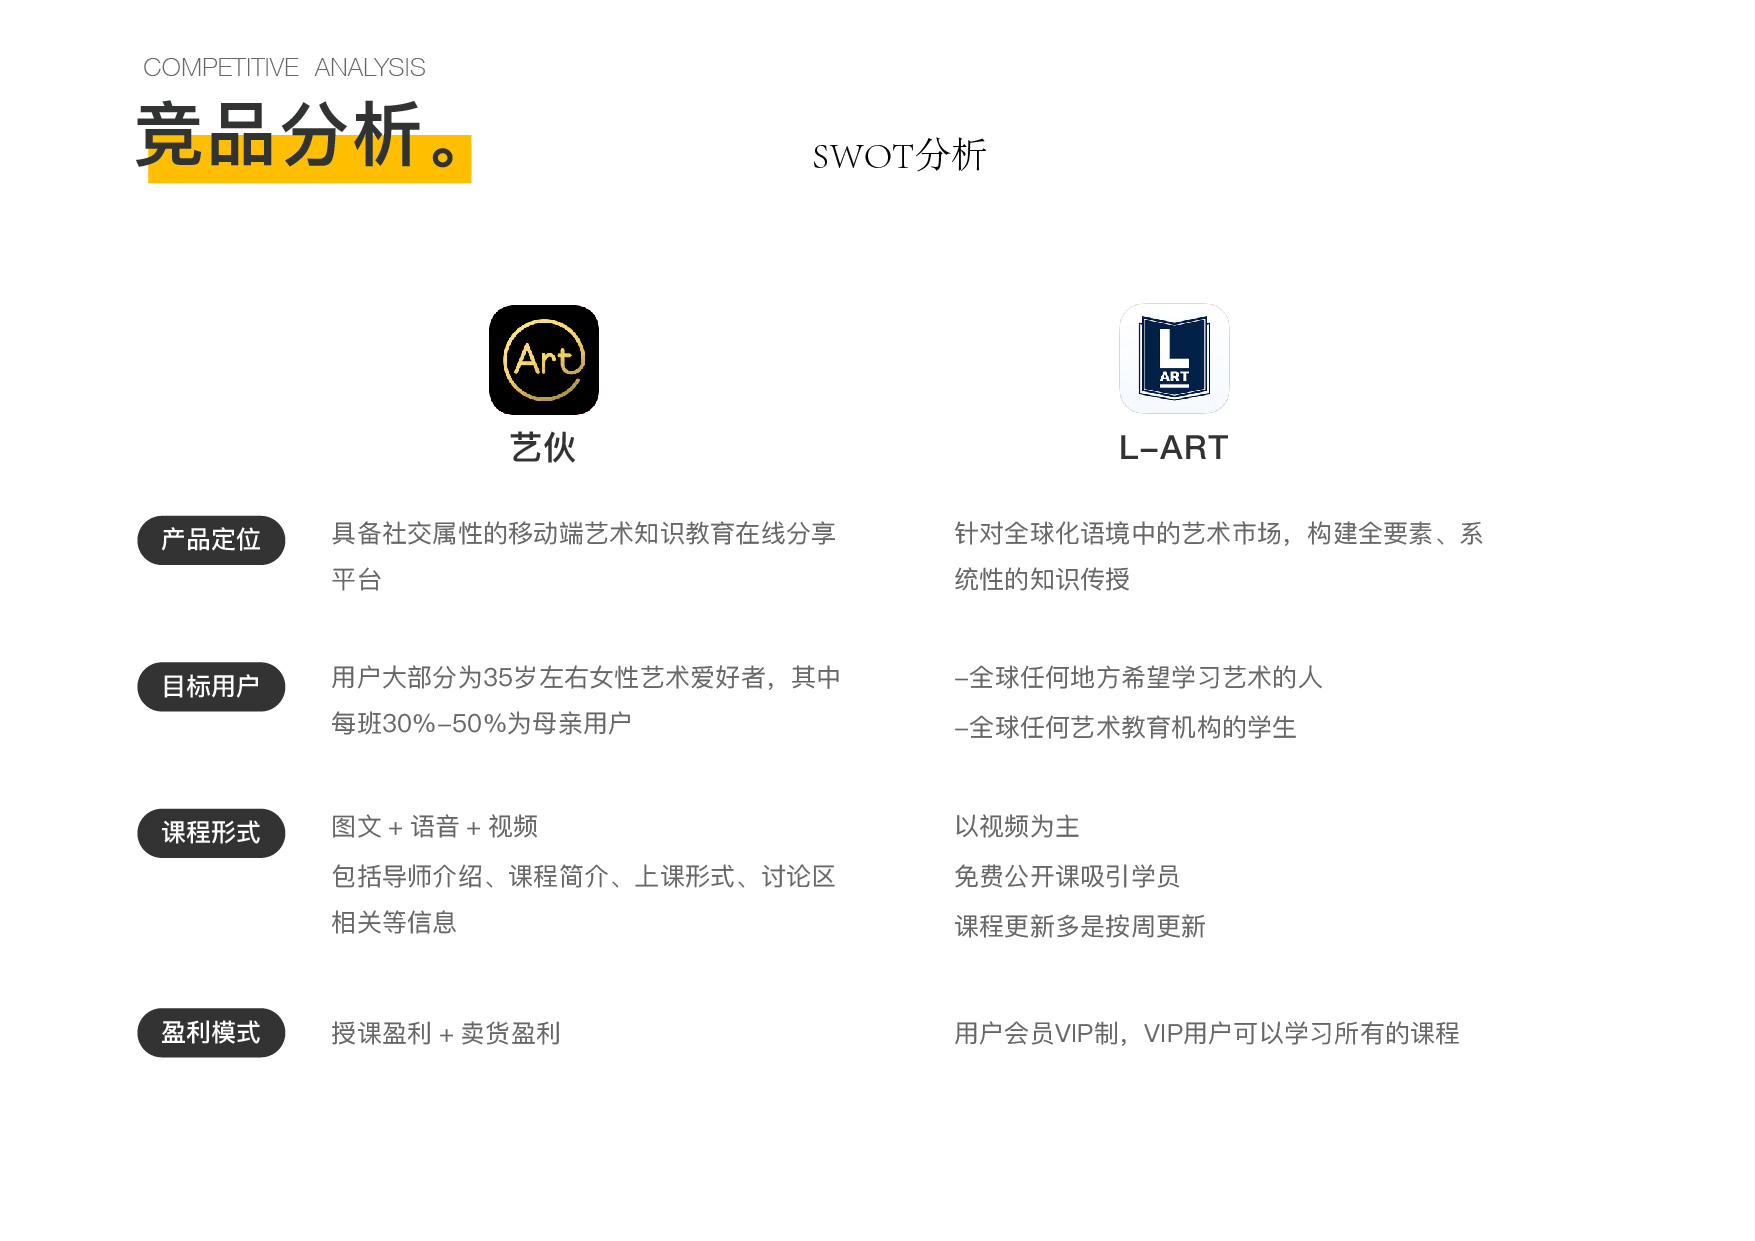 COMPETITIVE ANALYSIS
竞品分析。
SWOT分析
Art
L
ART
艺伙
L-ART
产品定位
具备社交属性的移动端艺术知识教育在线分享
平台
针对全球化语境中的艺术市场，构建全要素、系
统性的知识传授
目标用户
用户大部分为35岁左右女性艺术爱好者，其中
每班30%-50%为母亲用户
-全球任何地方希望学习艺术的人
-全球任何艺术教育机构的学生
课程形式
图文 + 语音 + 视频
包括导师介绍、课程简介、上课形式、讨论区
相关等信息
以视频为主
免费公开课吸引学员
课程更新多是按周更新
盈利模式
授课盈利 + 卖货盈利
用户会员VIP制，VIP用户可以学习所有的课程